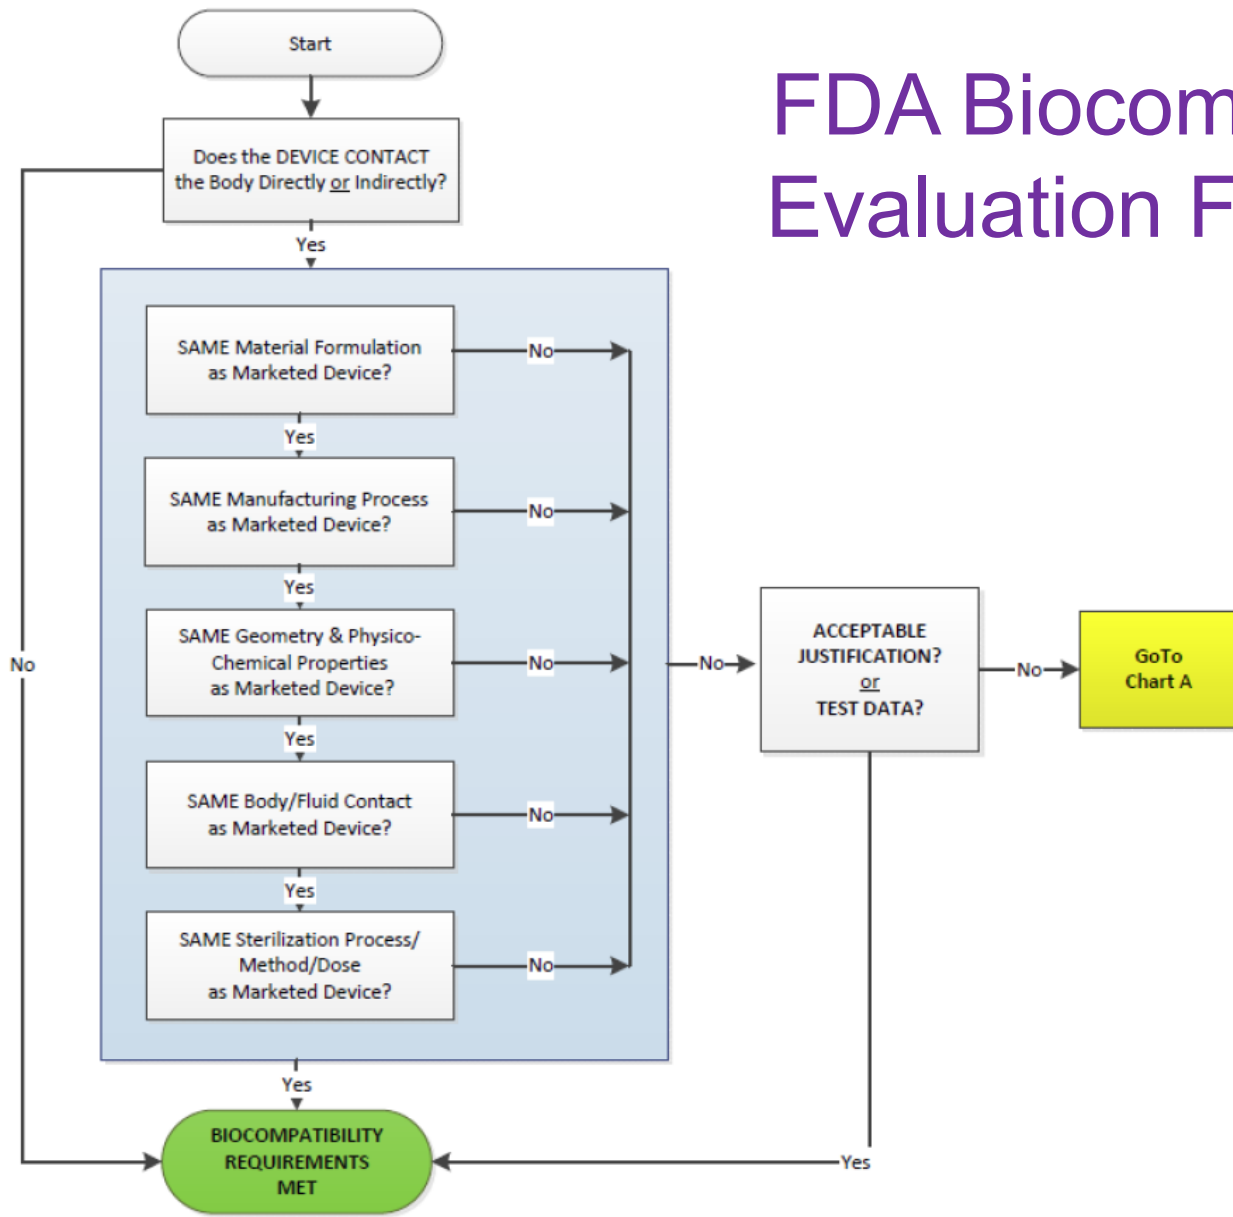 Start
FDA Biocom
Evaluation F
Does the DEVICE CONTACT
the Body Directly or Indirectly?
Yes
SAME Material Formulation
as Marketed Device?
No
Yes
SAME Manufacturing Process
as Marketed Device?
No
Yes
SAME Geometry & Physico-
Chemical Properties
as Marketed Device?
No
Yes
SAME Body/Fluid Contact
as Marketed Device?
No
Yes
SAME Sterilization Process/
Method/Dose
as Marketed Device?
No
No
No
ACCEPTABLE
JUSTIFICATION?
or
TEST DATA?
No
GoTo
Chart A
Yes
BIOCOMPATIBILITY
REQUIREMENTS
MET
Yes